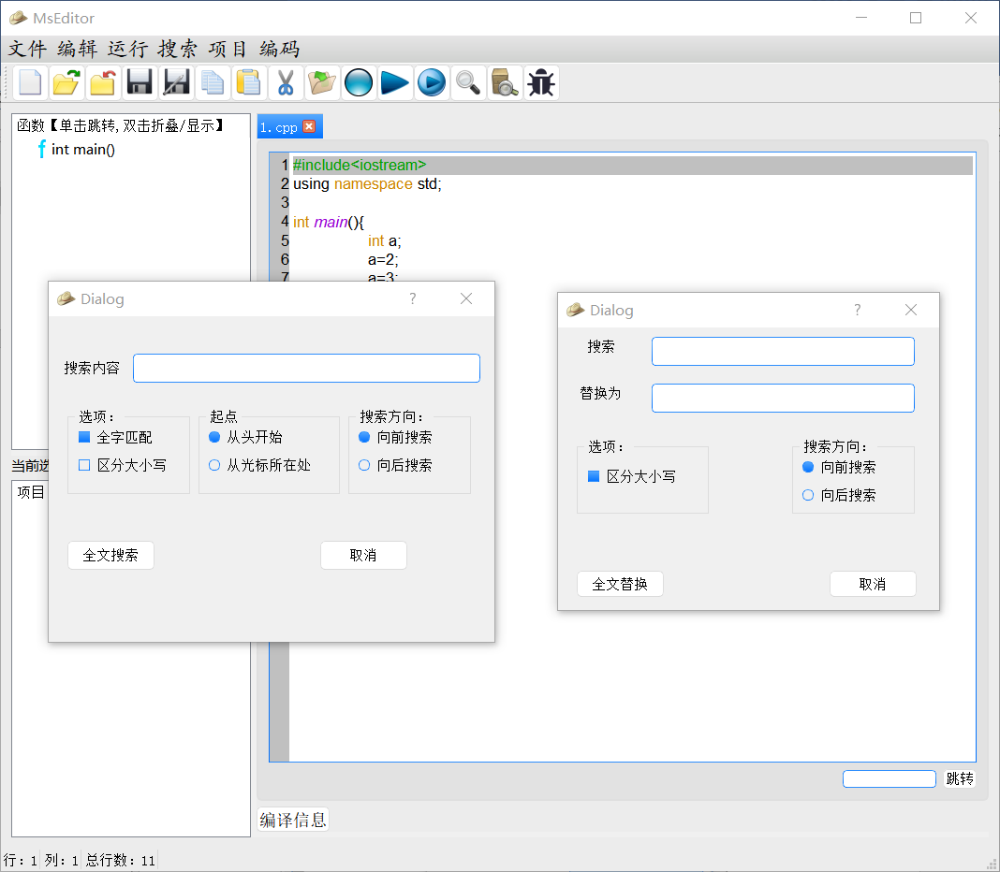 MsEditor
文件 编辑 运行 搜索 项目 编码
函数【单击跳转,双击折叠/显示】
int main()
1.cpp
1 #include<iostream>
2 using namespace std;
3
4 int main(){
5 int a;
6 a=2;
7 a=3;
Dialog ?
搜索内容
选项:
全字匹配
区分大小写
起点
从头开始
从光标所在处
搜索方向:
向前搜索
向后搜索
全文搜索 取消
Dialog ?
搜索
替换为
选项:
区分大小写
搜索方向:
向前搜索
向后搜索
全文替换 取消
当前选
项目
跳转
编译信息
行:1 列:1 总行数:11